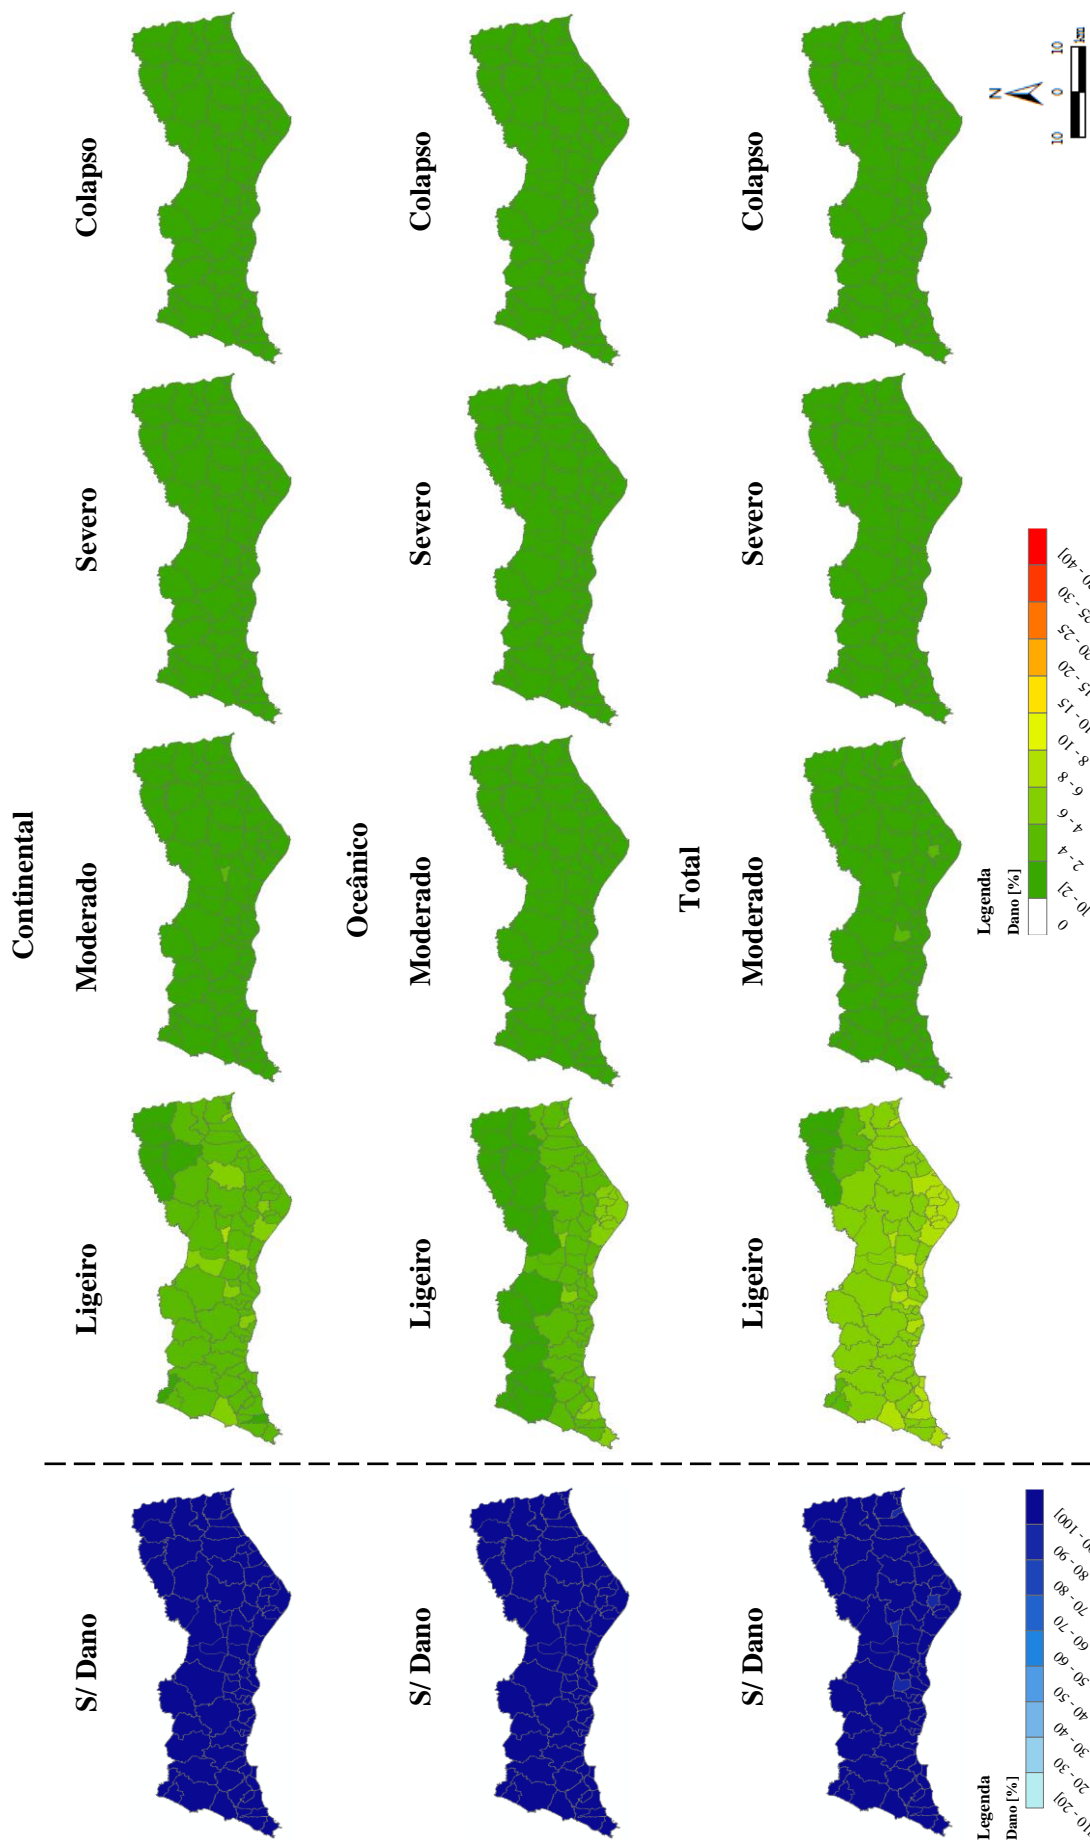 Continental
S/ Dano
Ligeiro
Moderado
Severo
Colapso
Oceânico
S/ Dano
Ligeiro
Moderado
Severo
Colapso
Total
S/ Dano
Ligeiro
Moderado
Severo
Colapso
Legenda
Dano [%]
20 - 30
30 - 40
40 - 50
50 - 60
60 - 70
70 - 80
80 - 90
Legenda
Dano [%]
0
]0 - 2]
2 - 4
4 - 6
6 - 8
8 - 10
10 - 15
15 - 20
20 - 25
25 - 30
N
10 0 10
km